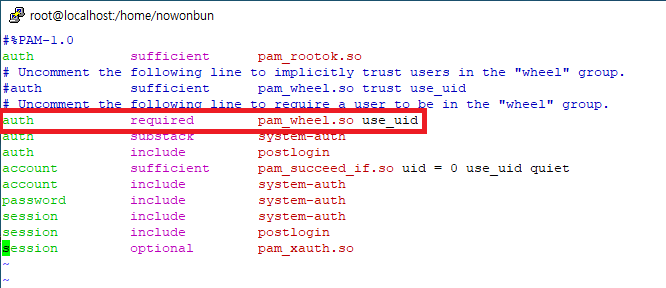 root@localhost:/home/nowonbun
#%PAM-1.0
auth sufficient pam_rootok.so
# Uncomment the following line to implicitly trust users in the "wheel" group.
#auth sufficient pam_wheel.so trust use_uid
# Uncomment the following line to require a user to be in the "wheel" group.
auth required pam_wheel.so use_uid
auth substack system-auth
auth include postlogin
account sufficient pam_succeed_if.so uid = 0 use_uid quiet
account include system-auth
password include system-auth
session include system-auth
session include postlogin
session optional pam_xauth.so
~
~